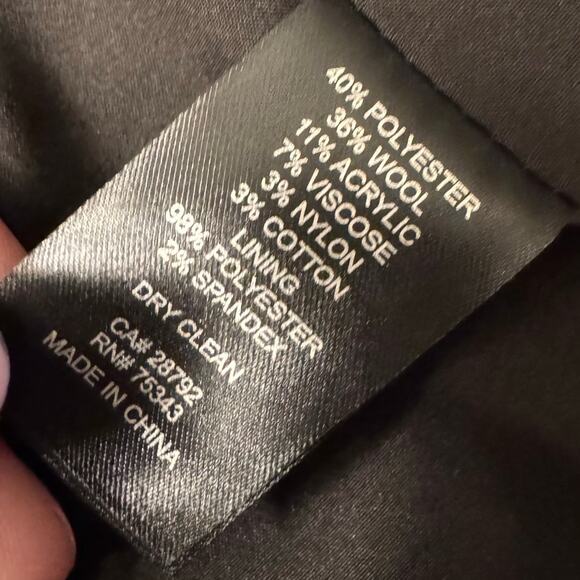 40% POLYESTER
36% WOOL
11% ACRYLIC
7% VISCOSE
3% NYLON
3% COTTON
LINING
98% POLYESTER
2% SPANDEX
DRY CLEAN
CA# 28792
RN# 75343
MADE IN CHINA